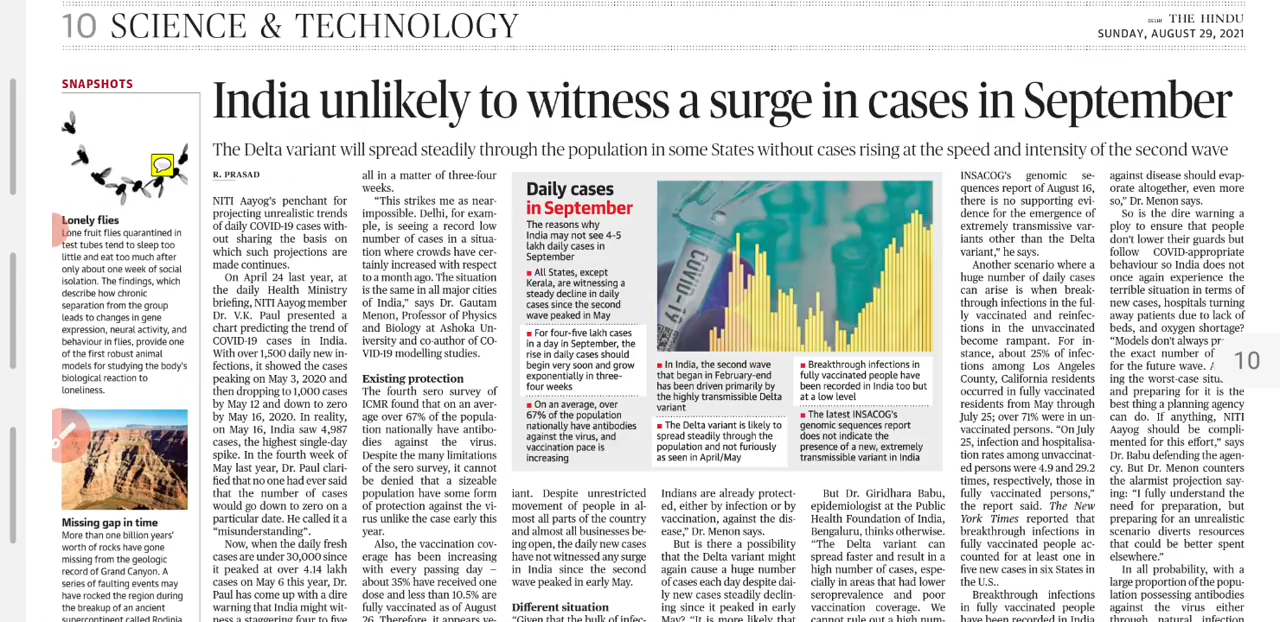 10 SCIENCE & TECHNOLOGY
DELHI THE HINDU
SUNDAY, AUGUST 29, 2021
SNAPSHOTS
Lonely flies
Lone fruit flies quarantined in
test tubes tend to sleep too
little and eat too much after
only about one week of social
isolation. The findings, which
describe how chronic
separation from the group
leads to changes in gene
expression, neural activity, and
behaviour in flies, provide one
of the first robust animal
models for studying the body's
biological reaction to
loneliness.
Missing gap in time
More than one billion years'
worth of rocks have gone
missing from the geologic
record of Grand Canyon. A
series of faulting events may
have rocked the region during
the breakup of an ancient
supercontinent called Rodinia
India unlikely to witness a surge in cases in September
The Delta variant will spread steadily through the population in some States without cases rising at the speed and intensity of the second wave
R. PRASAD
NITI Aayog's penchant for
projecting unrealistic trends
of daily COVID-19 cases with-
out sharing the basis on
which such projections are
made continues.
On April 24 last year, at
the daily Health Ministry
briefing, NITI Aayog member
Dr. V.K. Paul presented a
chart predicting the trend of
COVID-19 cases in India.
With over 1,500 daily new in-
fections, it showed the cases
peaking on May 3, 2020 and
then dropping to 1,000 cases
by May 12 and down to zero
by May 16, 2020. In reality,
on May 16, India saw 4,987
cases, the highest single-day
spike. In the fourth week of
May last year, Dr. Paul clari-
fied that no one had ever said
that the number of cases
would go down to zero on a
particular date. He called it a
"misunderstanding".
Now, when the daily fresh
cases are under 30,000 since
it peaked at over 4.14 lakh
cases on May 6 this year, Dr.
Paul has come up with a dire
warning that India might wit-
ness a staggering four to five
all in a matter of three-four
weeks.
"This strikes me as near-
impossible. Delhi, for exam-
ple, is seeing a record low
number of cases in a situa-
tion where crowds have cer-
tainly increased with respect
to a month ago. The situation
is the same in all major cities
of India," says Dr. Gautam
Menon, Professor of Physics
and Biology at Ashoka Un-
iversity and co-author of CO-
VID-19 modelling studies.
Existing protection
The fourth sero survey of
ICMR found that on an aver-
age over 67% of the popula-
tion nationally have antibo-
dies against the virus.
Despite the many limitations
of the sero survey, it cannot
be denied that a sizeable
population have some form
of protection against the vi-
rus unlike the case early this
year.
Also, the vaccination cov-
erage has been increasing
with every passing day –
about 35% have received one
dose and less than 10.5% are
fully vaccinated as of August
26. Therefore, it appears ve-
Daily cases
in September
The reasons why
India may not see 4-5
lakh daily cases in
September
All States, except
Kerala, are witnessing a
steady decline in daily
cases since the second
wave peaked in May
For four-five lakh cases
in a day in September, the
rise in daily cases should
begin very soon and grow
exponentially in three-
four weeks
On an average, over
67% of the population
nationally have antibodies
against the virus, and
vaccination pace is
increasing
COVID-19
In India, the second wave
that began in February-end
has been driven primarily by
the highly transmissible Delta
variant
The Delta variant is likely to
spread steadily through the
population and not furiously
as seen in April/May
Breakthrough infections in
fully vaccinated people have
been recorded in India too but
at a low level
The latest INSACOG's
genomic sequences report
does not indicate the
presence of a new, extremely
transmissible variant in India
iant. Despite unrestricted
movement of people in al-
most all parts of the country
and almost all businesses be-
ing open, the daily new cases
have not witnessed any surge
in India since the second
wave peaked in early May.
Different situation
"Given that the bulk of infec-
Indians are already protect-
ed, either by infection or by
vaccination, against the dis-
ease," Dr. Menon says.
But is there a possibility
that the Delta variant might
again cause a huge number
of cases each day despite dai-
ly new cases steadily declin-
ing since it peaked in early
May? "It is more likely that
But Dr. Giridhara Babu,
epidemiologist at the Public
Health Foundation of India,
Bengaluru, thinks otherwise.
"The Delta variant can
spread faster and result in a
high number of cases, espe-
cially in areas that had lower
seroprevalence and poor
vaccination coverage. We
cannot rule out a high num-
INSACOG's genomic se-
quences report of August 16,
there is no supporting evi-
dence for the emergence of
extremely transmissive var-
iants other than the Delta
variant," he says.
Another scenario where a
huge number of daily cases
can arise is when break-
through infections in the ful-
ly vaccinated and reinfec-
tions in the unvaccinated
become rampant. For in-
stance, about 25% of infec-
tions among Los Angeles
County, California residents
occurred in fully vaccinated
residents from May through
July 25; over 71% were in un-
vaccinated persons. "On July
25, infection and hospitalisa-
tion rates among unvaccinat-
ed persons were 4.9 and 29.2
times, respectively, those in
fully vaccinated persons,"
the report said. The New
York Times reported that
breakthrough infections in
fully vaccinated people ac-
counted for at least one in
five new cases in six States in
the U.S..
Breakthrough infections
in fully vaccinated people
have been recorded in India
against disease should evap-
orate altogether, even more
so," Dr. Menon says.
So is the dire warning a
ploy to ensure that people
don't lower their guards but
follow COVID-appropriate
behaviour so India does not
once again experience the
terrible situation in terms of
new cases, hospitals turning
away patients due to lack of
beds, and oxygen shortage?
"Models don't always
the exact number of
for the future wave.
ing the worst-case
and preparing for it is the
best thing a planning agency
can do. If anything, NITI
Aayog should be compli-
mented for this effort," says
Dr. Babu defending the agen-
cy. But Dr. Menon counters
the alarmist projection say-
ing: "I fully understand the
need for preparation, but
preparing for an unrealistic
scenario diverts resources
that could be better spent
elsewhere."
In all probability, with a
large proportion of the popu-
lation possessing antibodies
against the virus either
through natural infection
10